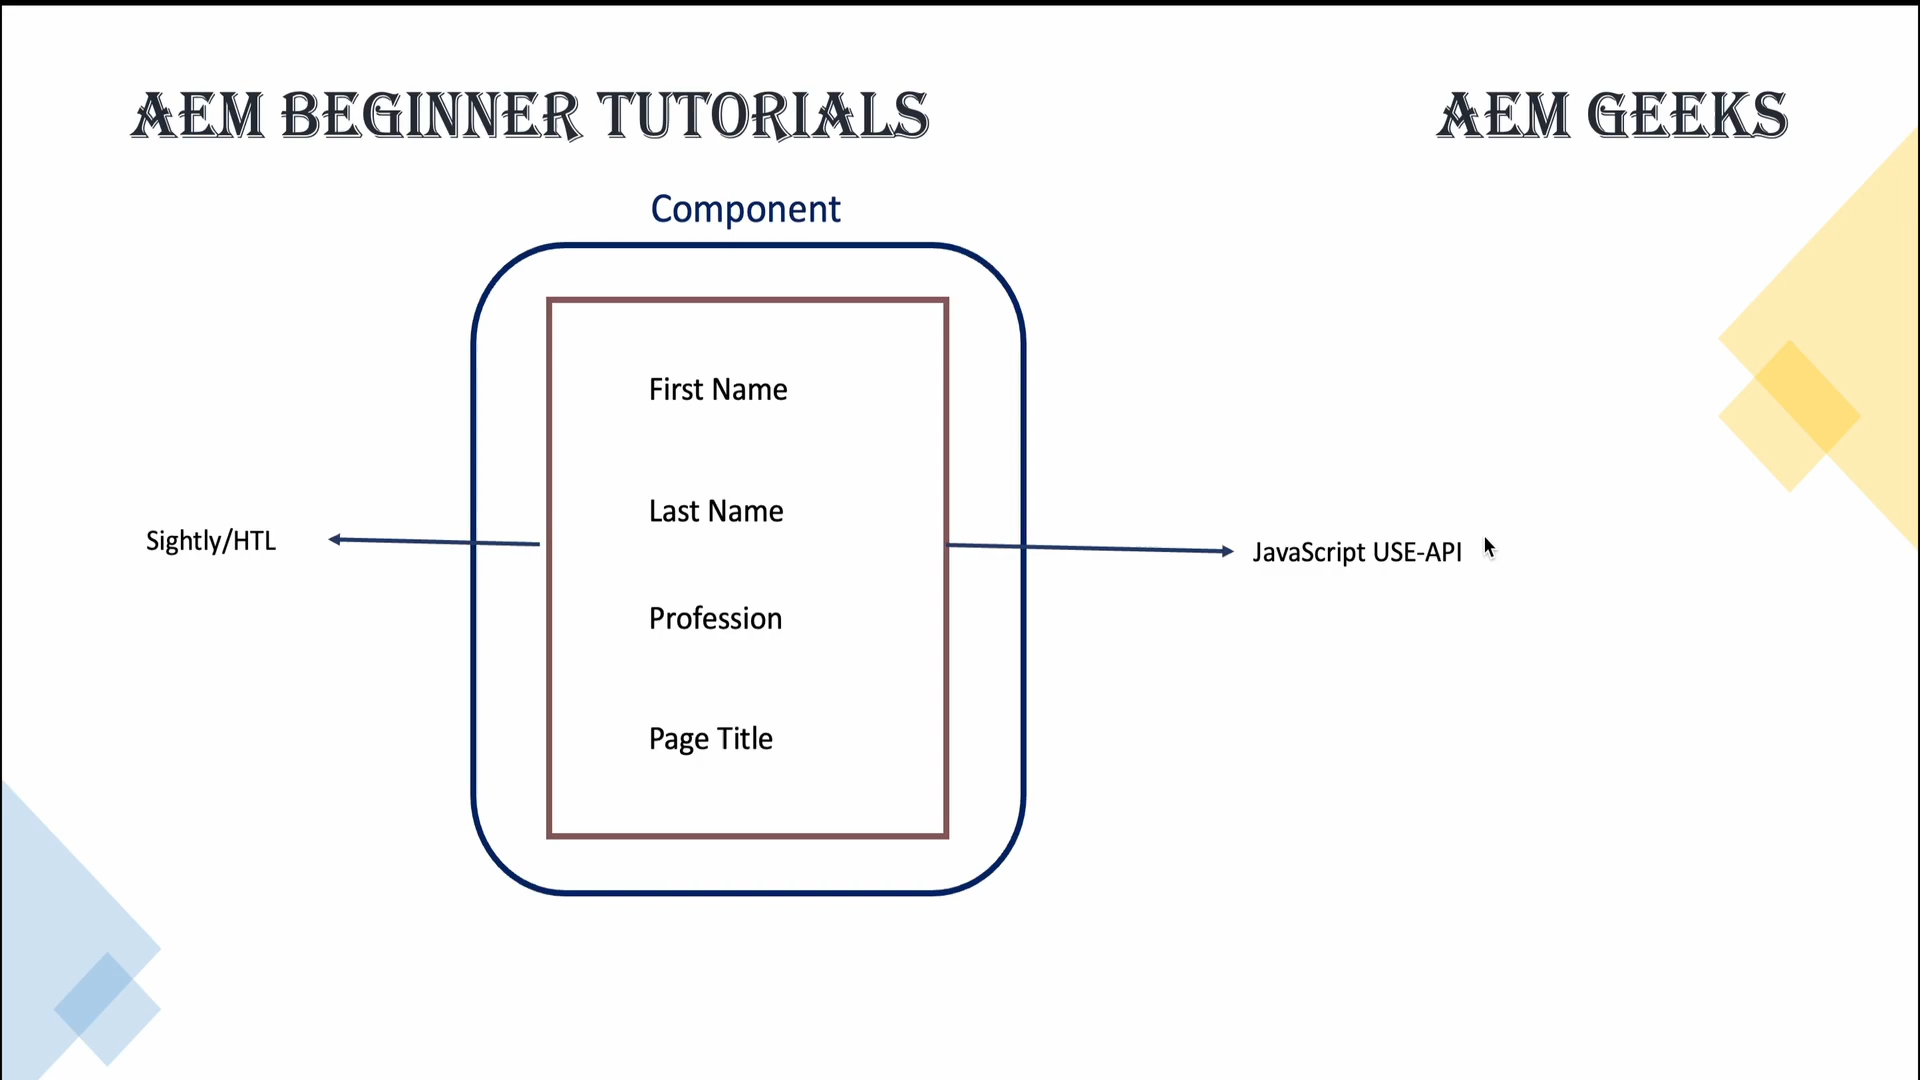 AEM BEGINNER TUTORIALS
AEM GEEKS
Component
First Name
Last Name
Sightly/HTL
JavaScript USE-API
Profession
Page Title